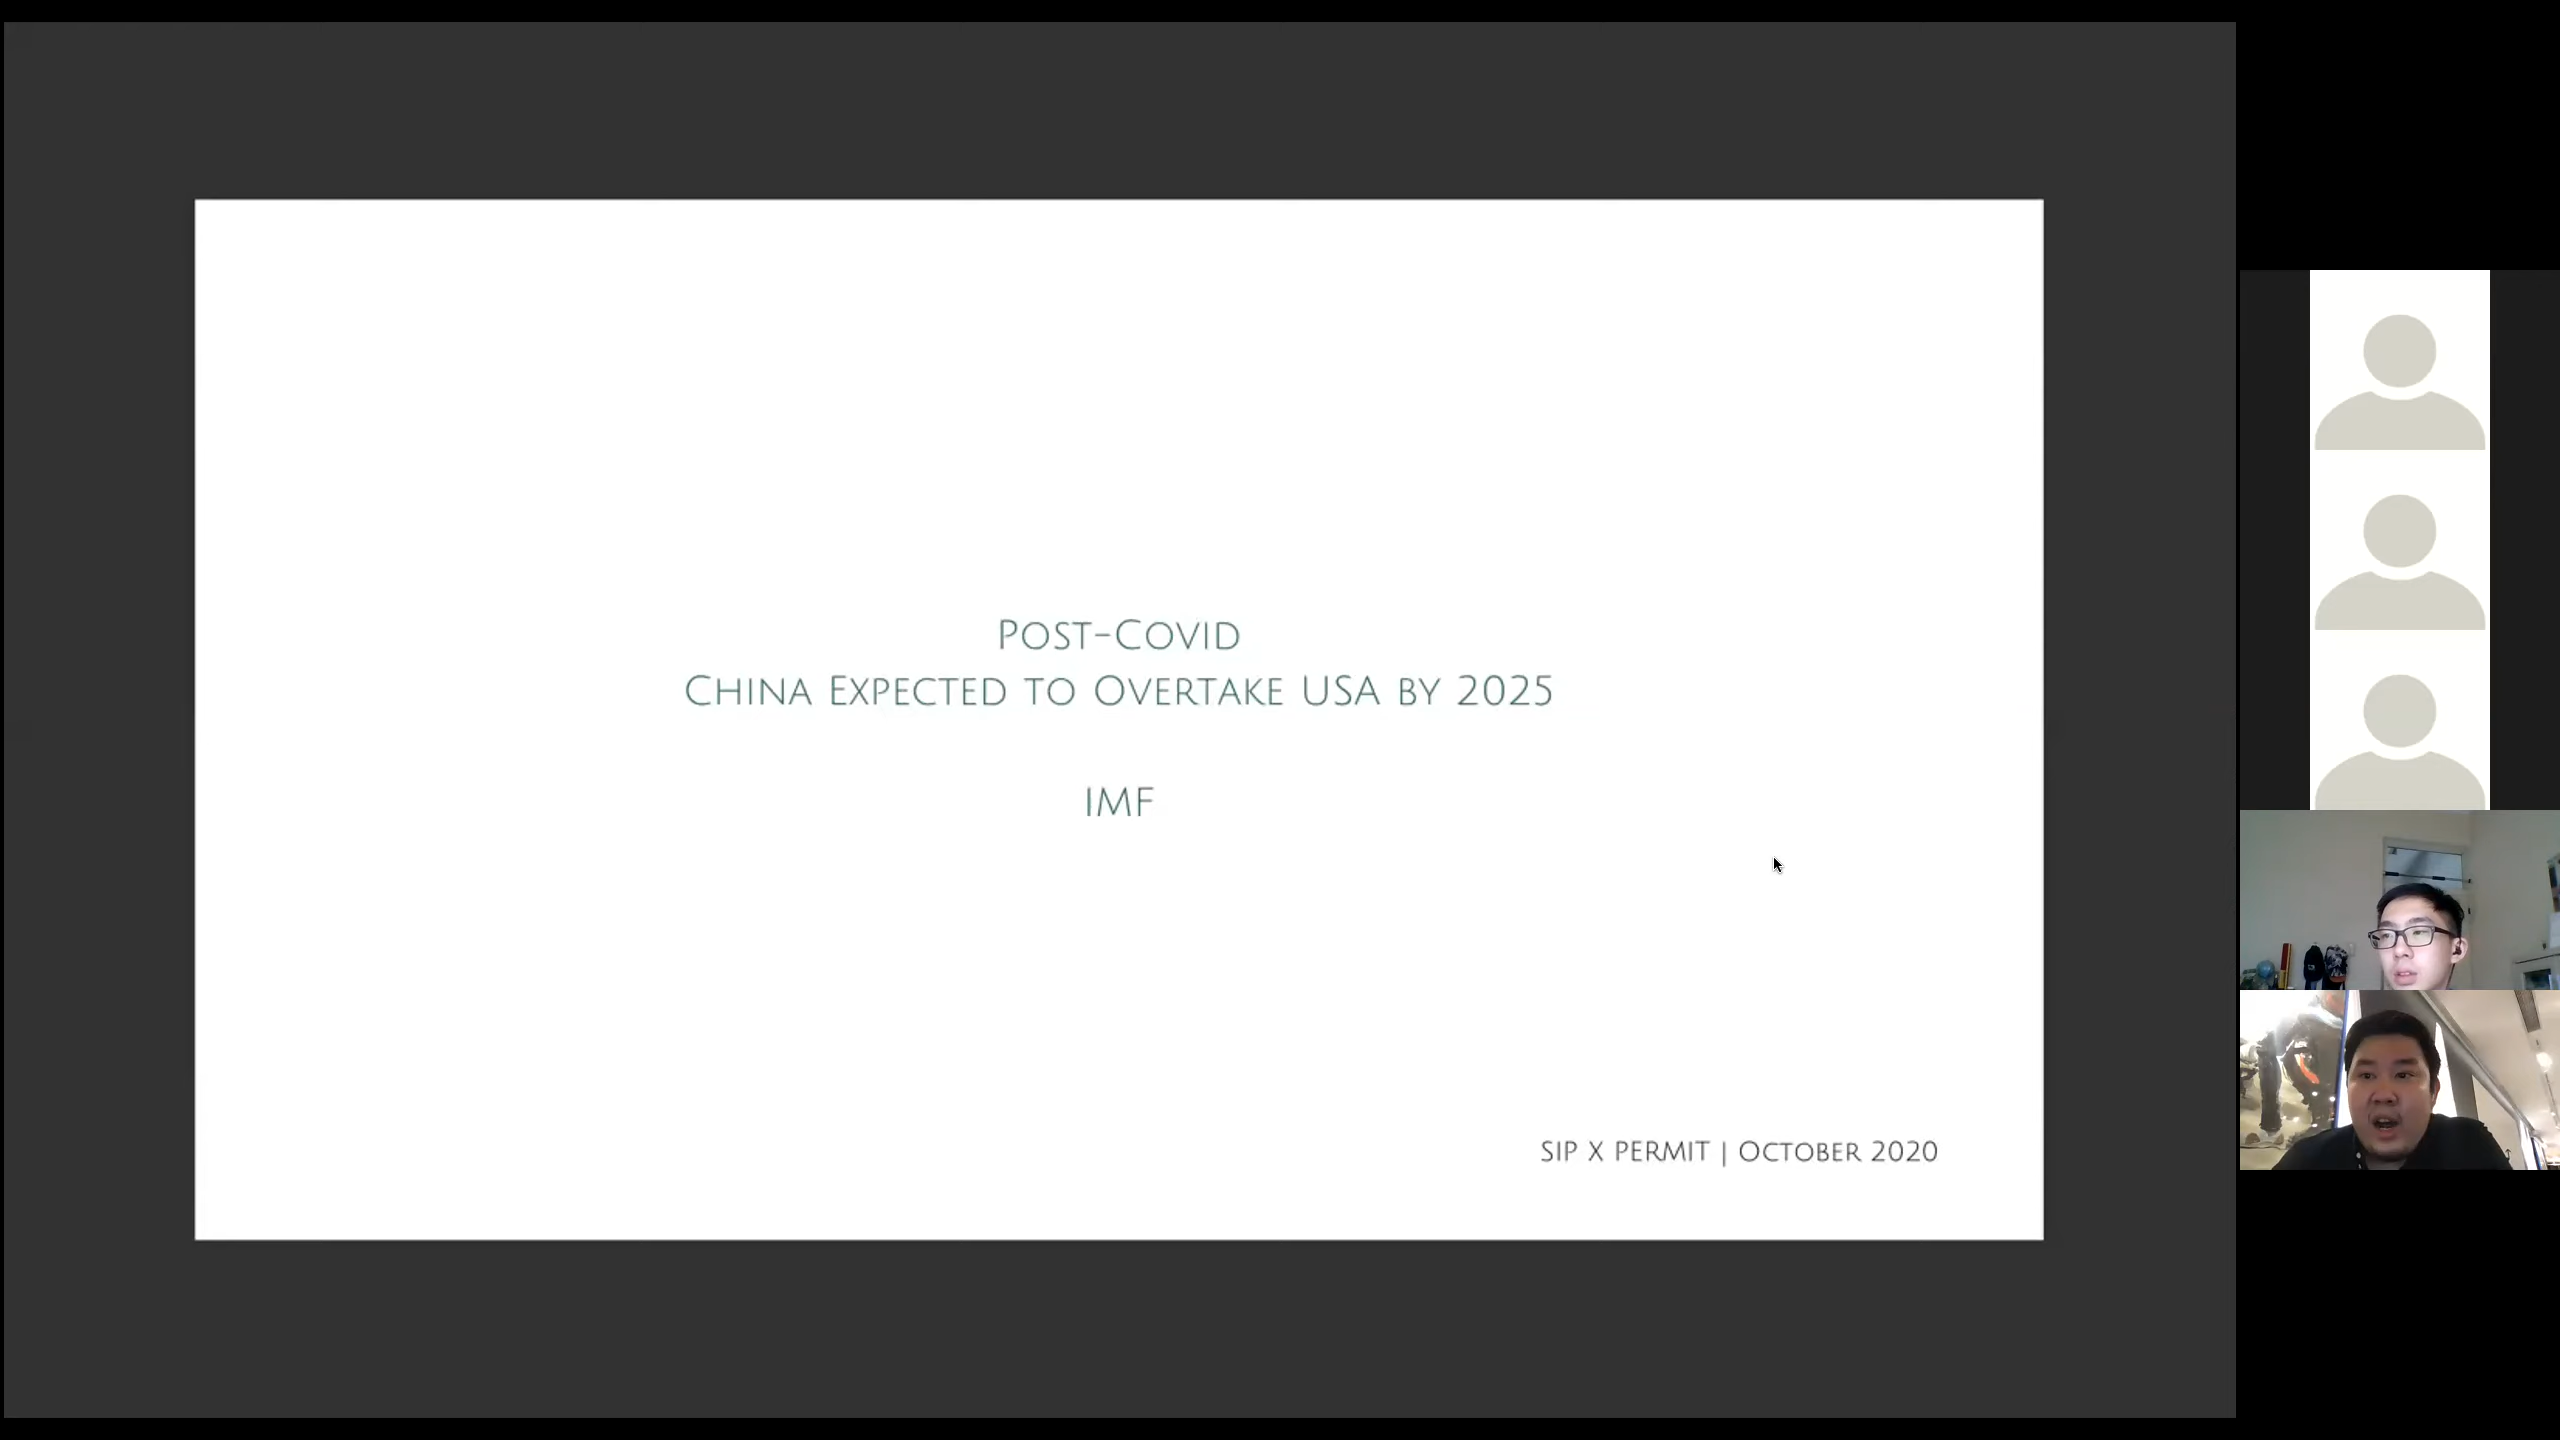 Post-Covid
China Expected to Overtake USA by 2025
IMF
SIP X PERMIT | October 2020